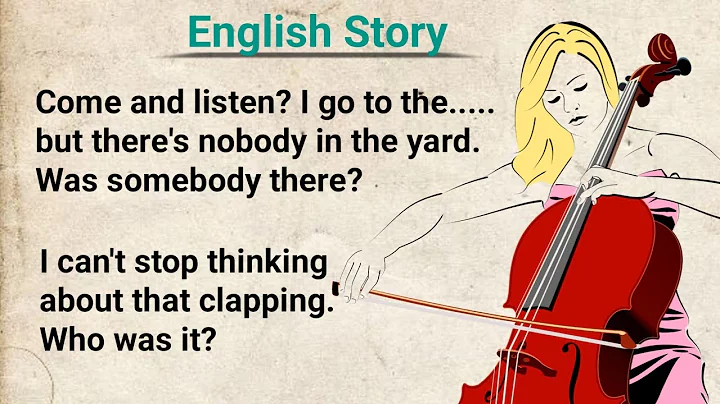 English Story
Come and listen? I go to the.....
but there's nobody in the yard.
Was somebody there?
I can't stop thinking
about that clapping.
Who was it?